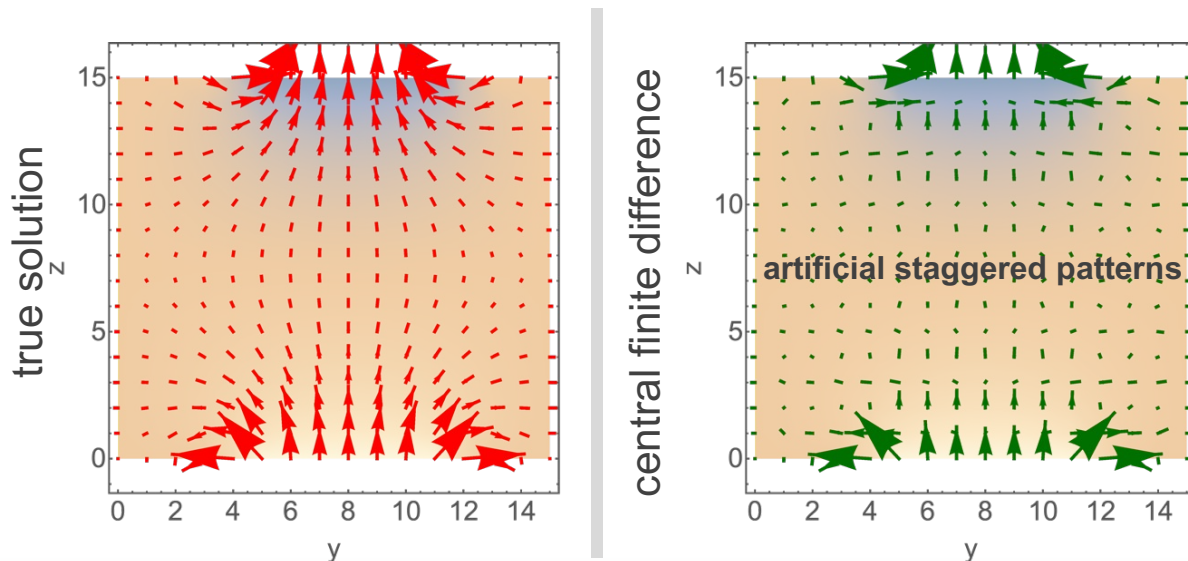 true solution
z
15
10
5
0
0 2 4 6 8 10 12 14
y
central finite difference
z
15
10
5
0
artificial staggered patterns
0 2 4 6 8 10 12 14
y